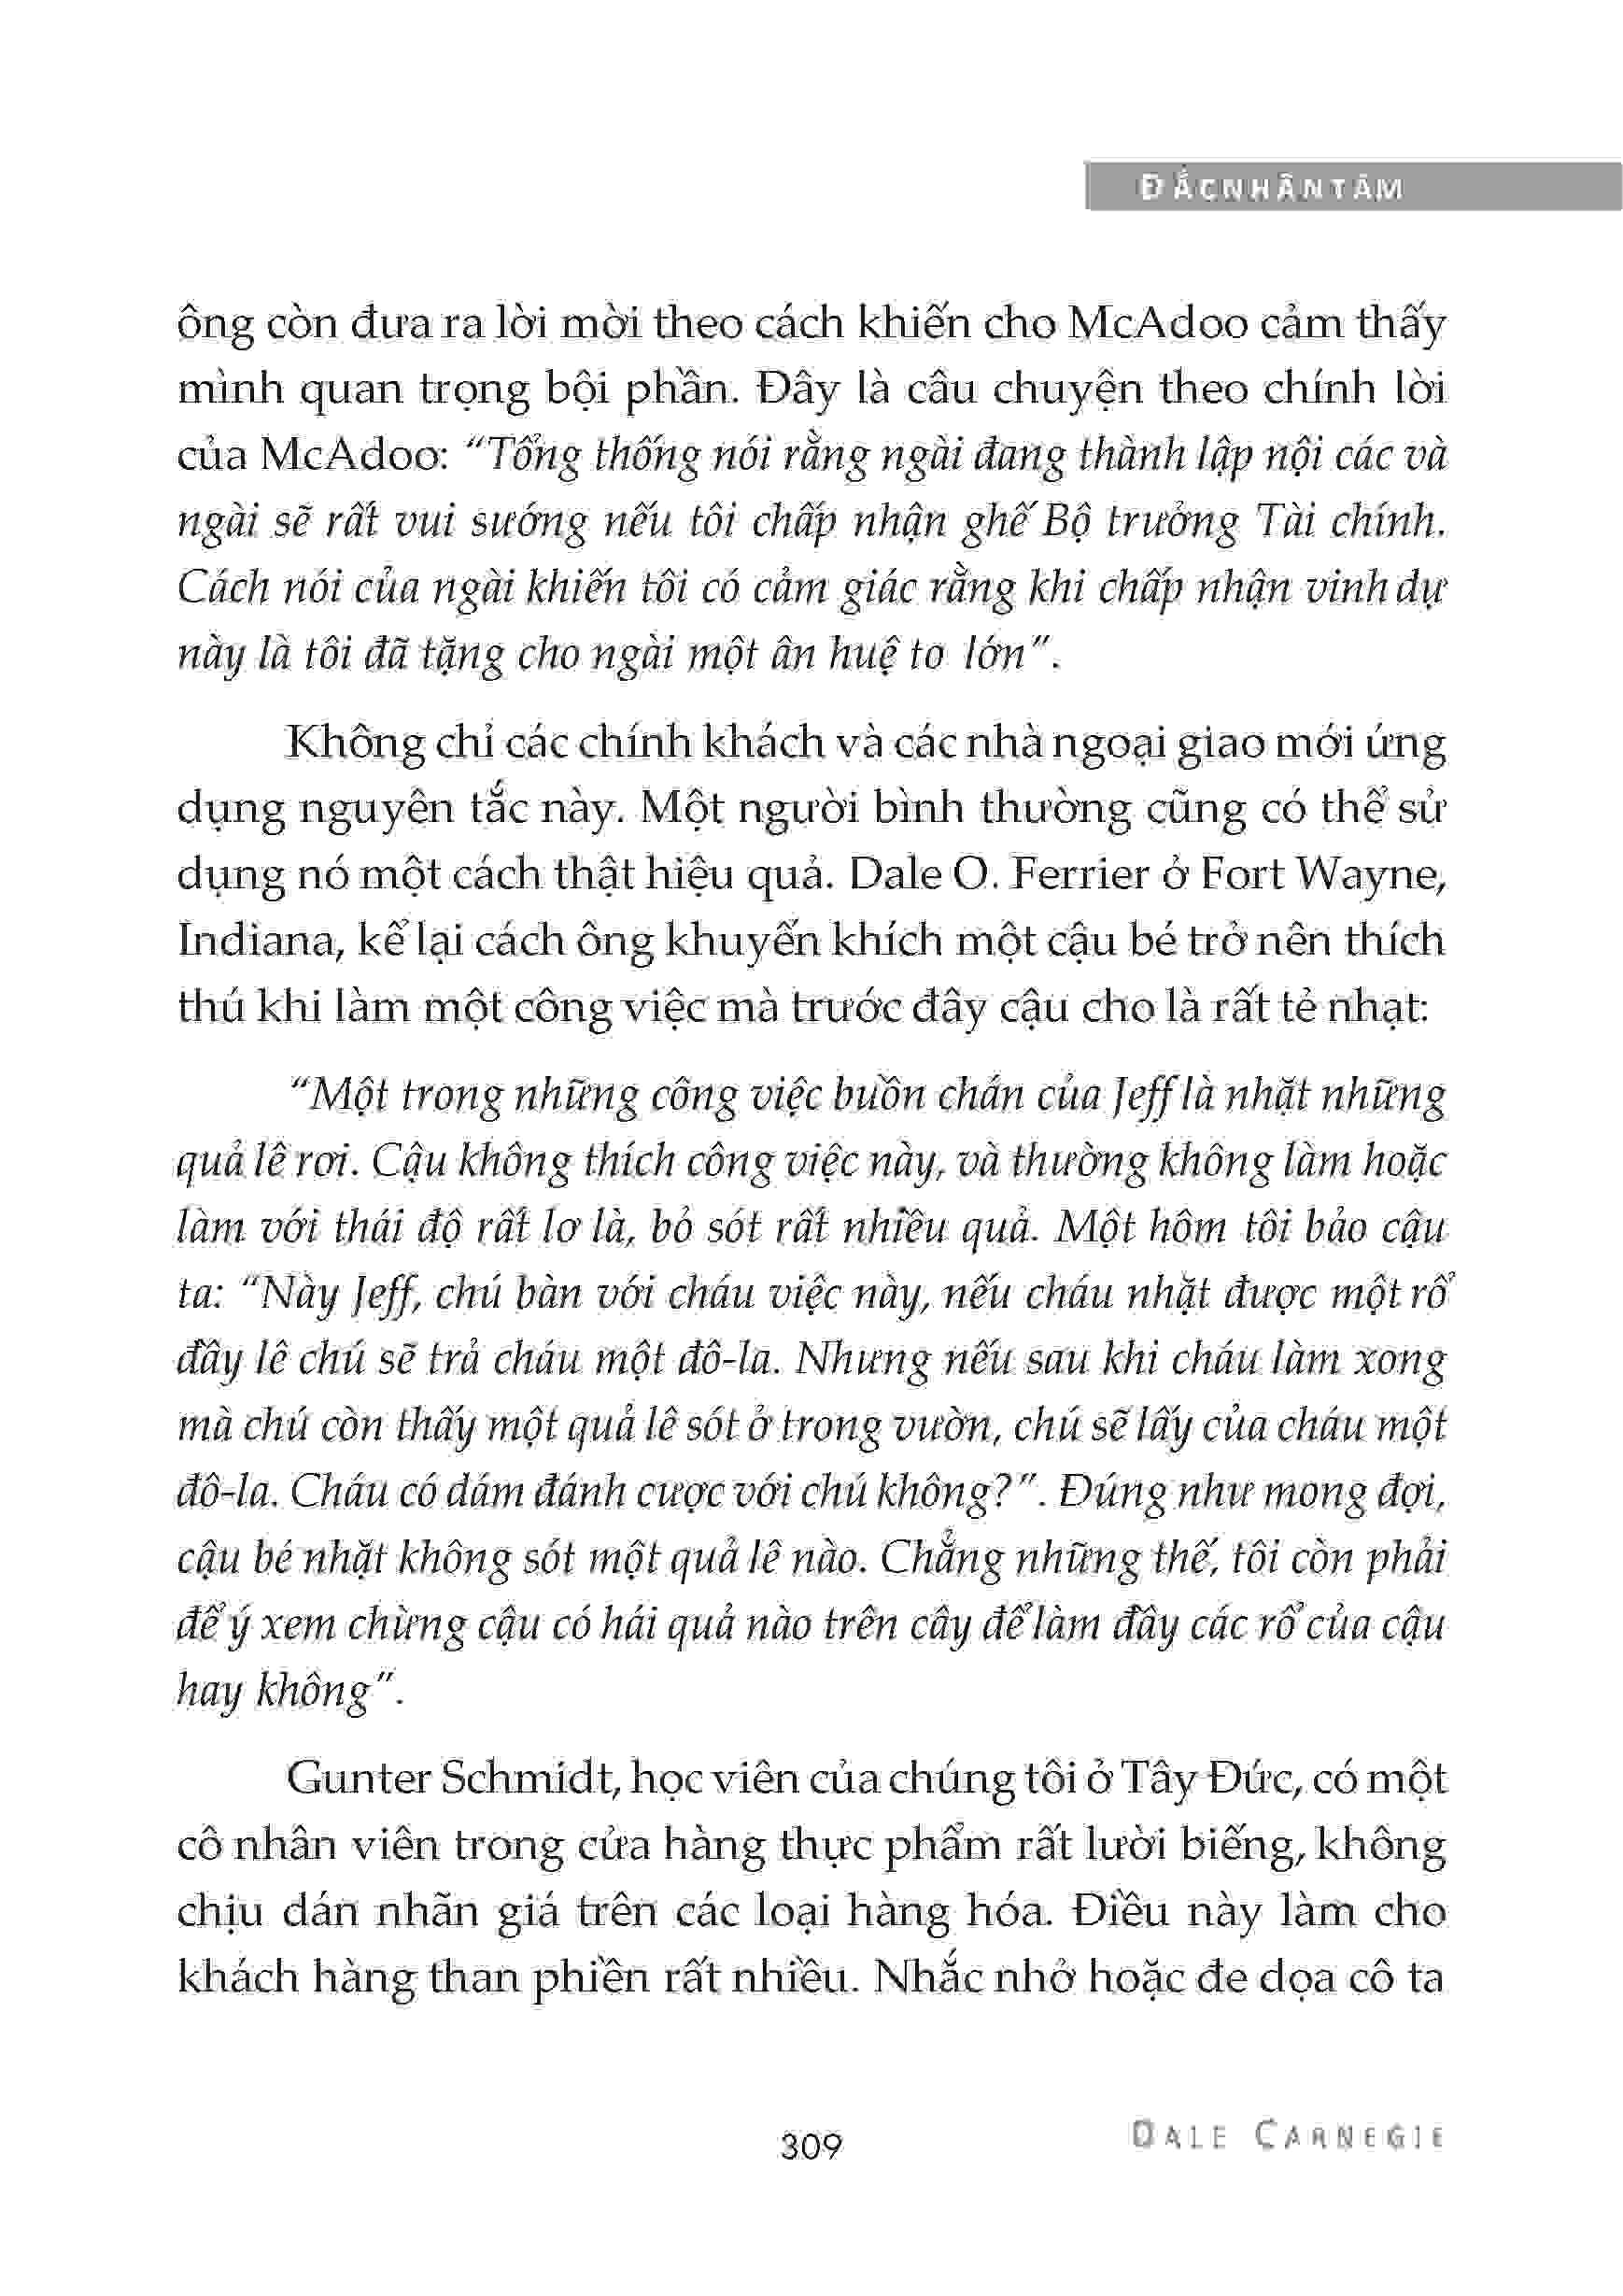 ĐẮCNHÂNTÂM
ông còn đưa ra lời mời theo cách khiến cho McAdoo cảm thấy
mình quan trọng bội phần. Đây là câu chuyện theo chính lời
của McAdoo: “Tổng thống nói rằng ngài đang thành lập nội các và
ngài sẽ rất vui sướng nếu tôi chấp nhận ghế Bộ trưởng Tài chính.
Cách nói của ngài khiến tôi có cảm giác rằng khi chấp nhận vinh dự
này là tôi đã tặng cho ngài một ân huệ to lớn”.
Không chỉ các chính khách và các nhà ngoại giao mới ứng
dụng nguyên tắc này. Một người bình thường cũng có thể sử
dụng nó một cách thật hiệu quả. Dale O. Ferrier ở Fort Wayne,
Indiana, kể lại cách ông khuyến khích một cậu bé trở nên thích
thú khi làm một công việc mà trước đây cậu cho là rất tẻ nhạt:
“Một trong những công việc buồn chán của Jeff là nhặt những
quả lê rơi. Cậu không thích công việc này, và thường không làm hoặc
làm với thái độ rất lơ là, bỏ sót rất nhiều quả. Một hôm tôi bảo cậu
ta: “Này Jeff, chú bàn với cháu việc này, nếu cháu nhặt được một rổ
đầy lê chú sẽ trả cháu một đô-la. Nhưng nếu sau khi cháu làm xong
mà chú còn thấy một quả lê sót ở trong vườn, chú sẽ lấy của cháu một
đô-la. Cháu có dám đánh cược với chú không?”. Đúng như mong đợi,
cậu bé nhặt không sót một quả lê nào. Chẳng những thế, tôi còn phải
để ý xem chừng cậu có hái quả nào trên cây để làm đầy các rổ của cậu
hay không”.
Gunter Schmidt, học viên của chúng tôi ở Tây Đức, có một
cô nhân viên trong cửa hàng thực phẩm rất lười biếng, không
chịu dán nhãn giá trên các loại hàng hóa. Điều này làm cho
khách hàng than phiền rất nhiều. Nhắc nhở hoặc đe dọa cô ta
309
DALE CARNEGIE